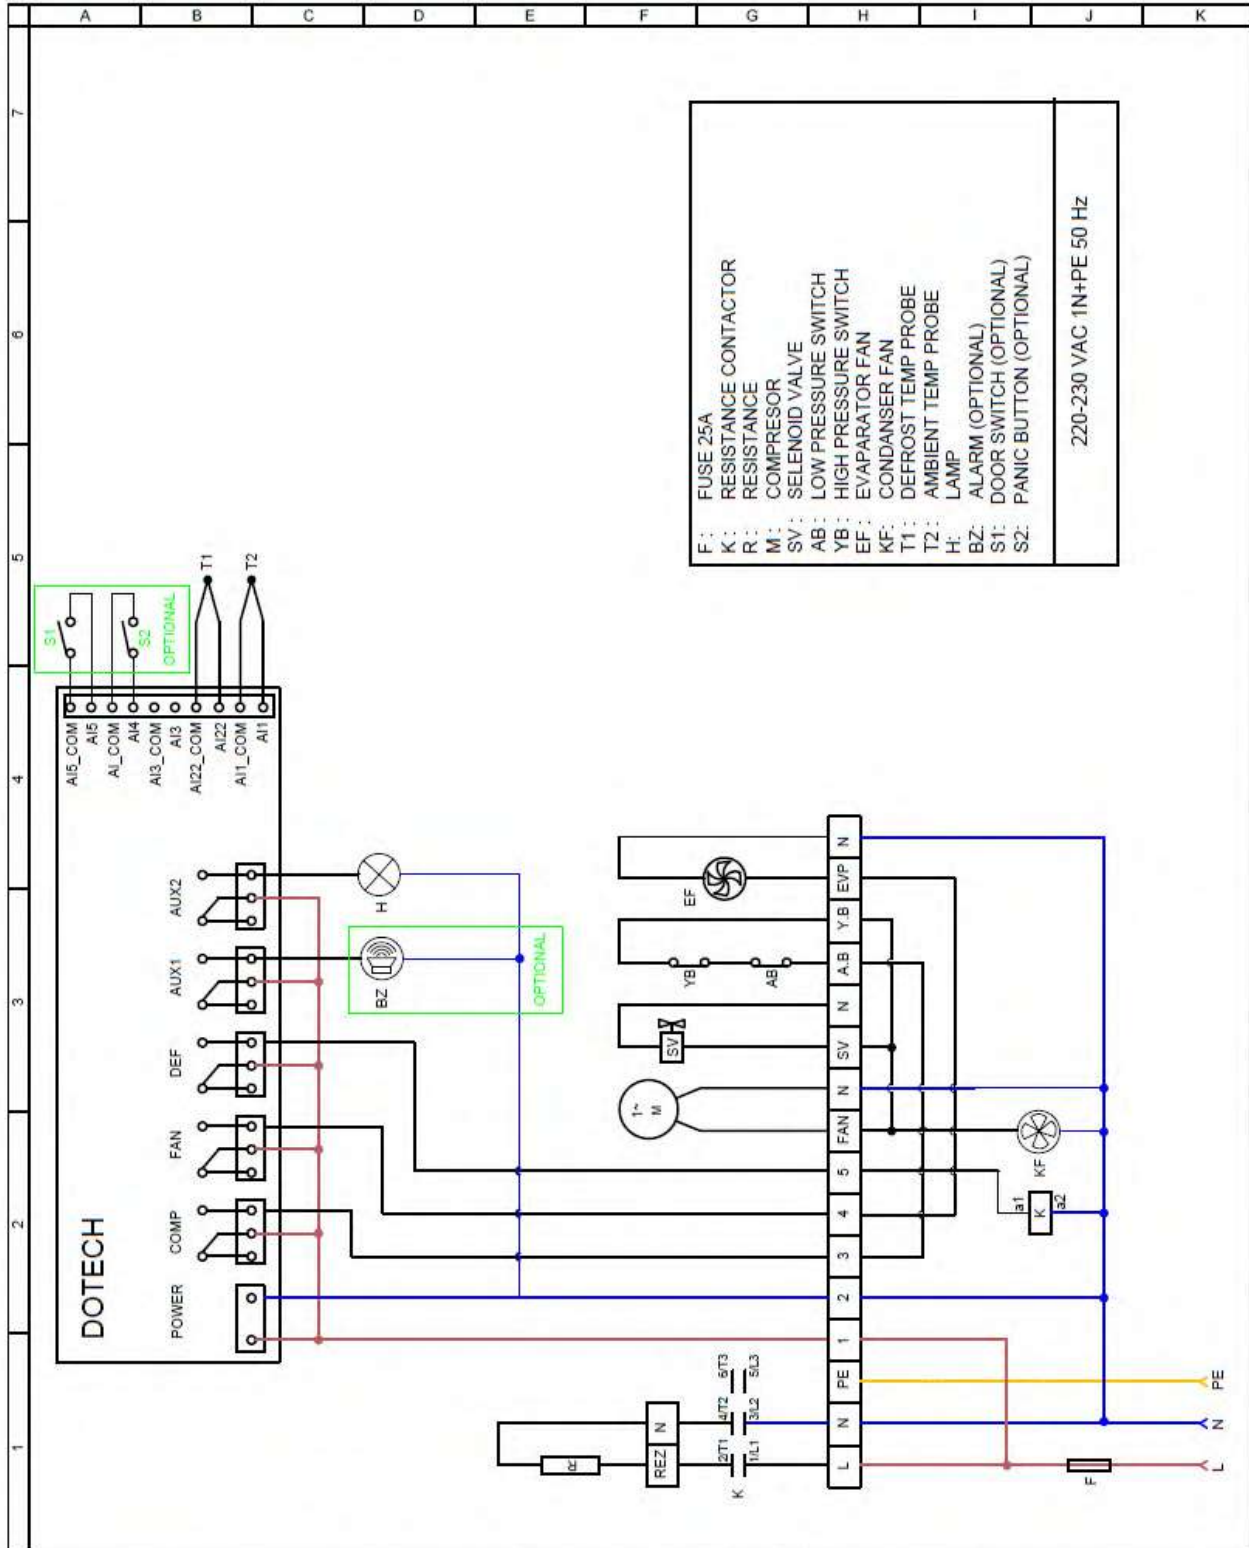 A B C D E F G H I J K
7
6
5
4
3
2
1
DOTECH
POWER
COMP
FAN
DEF
AUX1
AUX2
AI5_COM
AI5
AI_COM
AI4
AI3_COM
AI3
AI22_COM
AI22
AI1_COM
AI1
S1
S2
OPTIONAL
T1
T2
H
BZ
OPTIONAL
EF
YB
AB
SV
1~
M
R
REZ
N
K
2/T1
4/T2
6/T3
1/L1
3/L2
5/L3
L
N
PE
1
2
3
4
5
FAN
N
SV
N
A.B
Y.B
EVP
N
KF
a1
K
a2
F
L
N
PE
F : FUSE 25A
K : RESISTANCE CONTACTOR
R : RESISTANCE
M : COMPRESOR
SV : SELENOID VALVE
AB : LOW PRESSURE SWITCH
YB : HIGH PRESSURE SWITCH
EF : EVAPARATOR FAN
KF: CONDANSER FAN
T1 : DEFROST TEMP PROBE
T2 : AMBIENT TEMP PROBE
H: LAMP
BZ: ALARM (OPTIONAL)
S1: DOOR SWITCH (OPTIONAL)
S2: PANIC BUTTON (OPTIONAL)
220-230 VAC 1N+PE 50 Hz